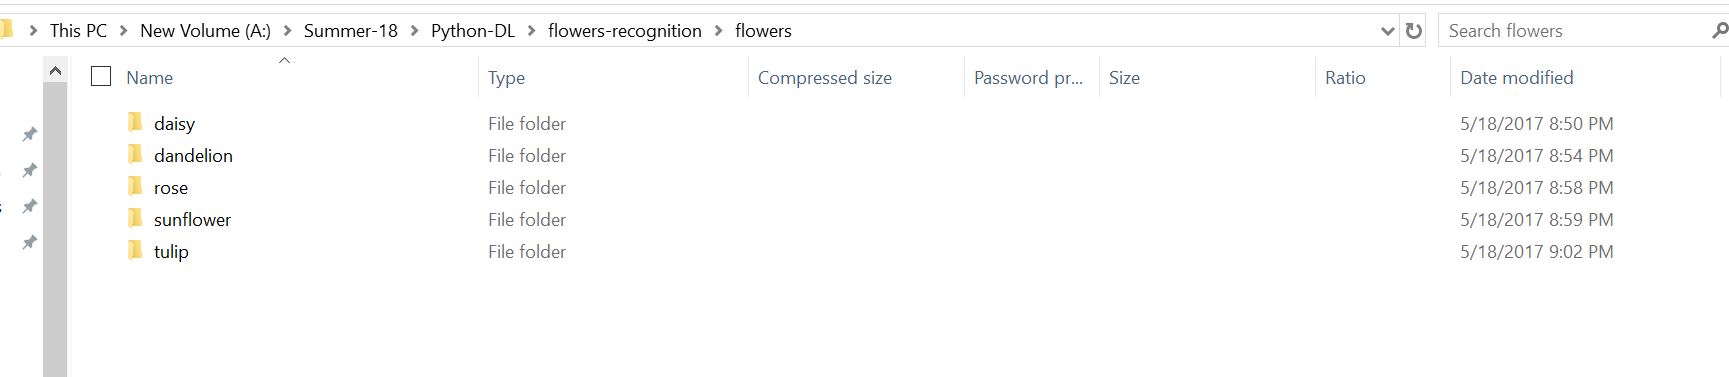 This PC > New Volume (A:) > Summer-18 > Python-DL > flowers-recognition > flowers Search flowers
Name Type Compressed size Password pr... Size Ratio Date modified
daisy File folder 5/18/2017 8:50 PM
dandelion File folder 5/18/2017 8:54 PM
rose File folder 5/18/2017 8:58 PM
sunflower File folder 5/18/2017 8:59 PM
tulip File folder 5/18/2017 9:02 PM